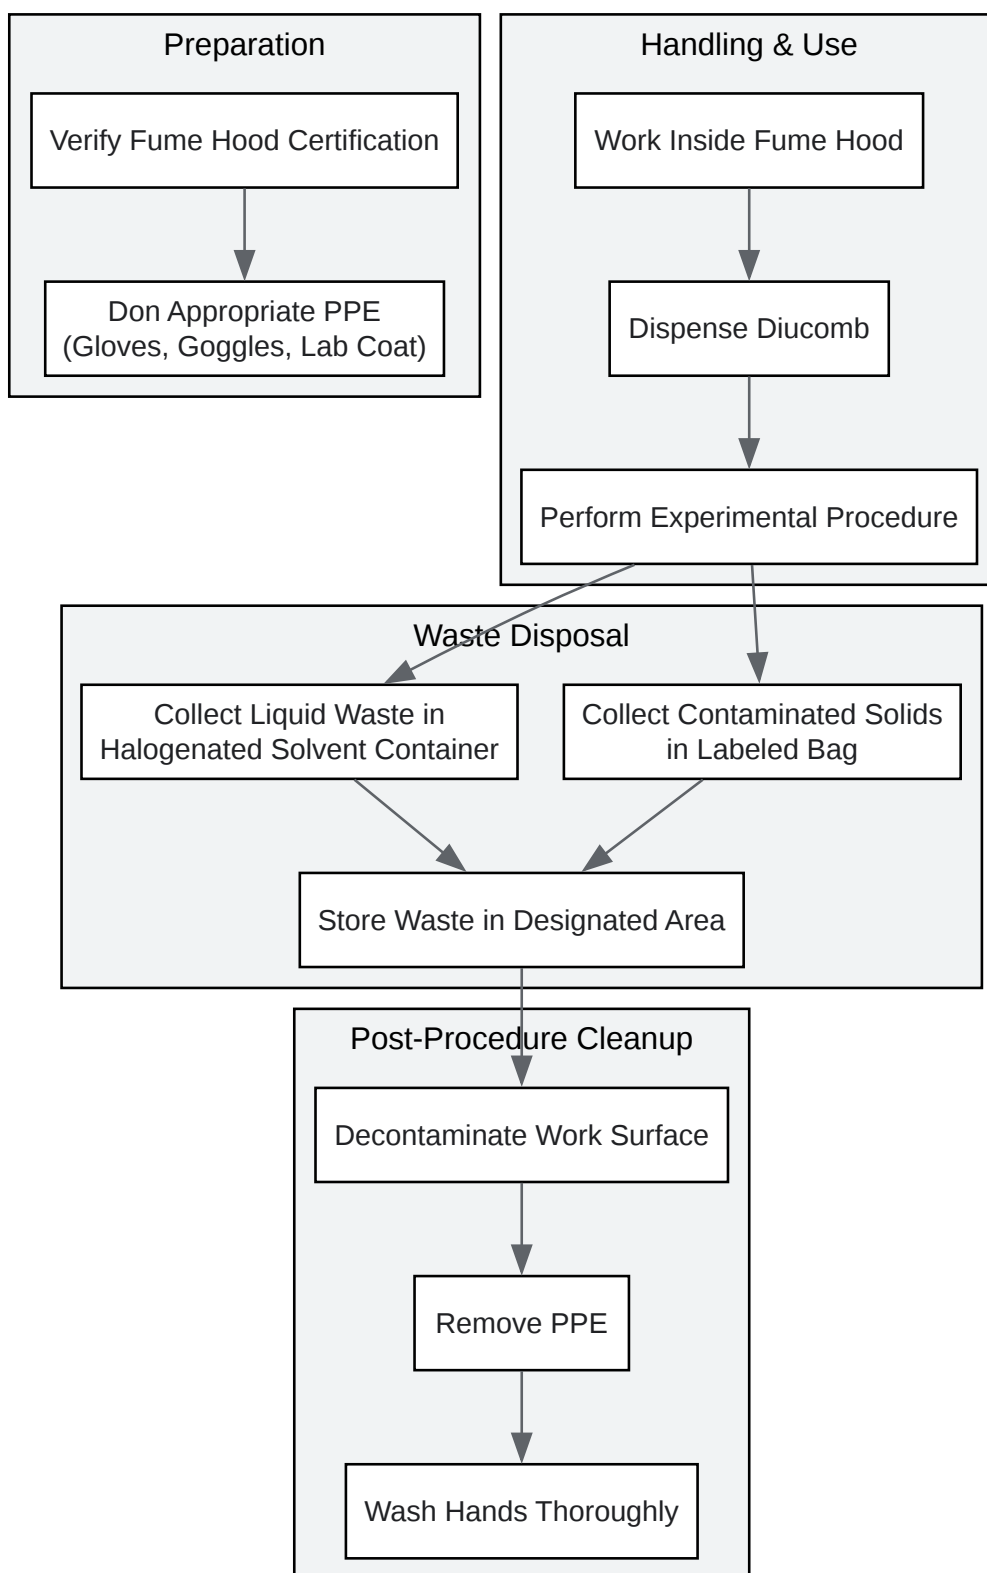 Preparation
Verify Fume Hood Certification
Don Appropriate PPE
(Gloves, Goggles, Lab Coat)
Handling & Use
Work Inside Fume Hood
Dispense Diucomb
Perform Experimental Procedure
Waste Disposal
Collect Liquid Waste in
Halogenated Solvent Container
Collect Contaminated Solids
in Labeled Bag
Store Waste in Designated Area
Post-Procedure Cleanup
Decontaminate Work Surface
Remove PPE
Wash Hands Thoroughly